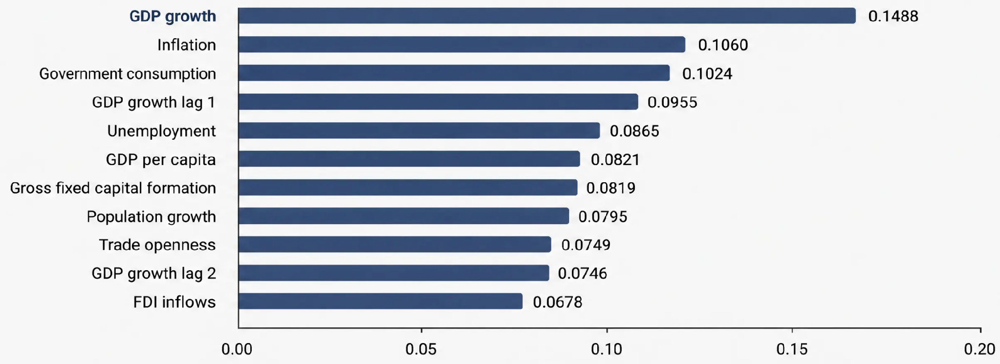 GDP growth 0.1488
Inflation 0.1060
Government consumption 0.1024
GDP growth lag 1 0.0955
Unemployment 0.0865
GDP per capita 0.0821
Gross fixed capital formation 0.0819
Population growth 0.0795
Trade openness 0.0749
GDP growth lag 2 0.0746
FDI inflows 0.0678
0.00 0.05 0.10 0.15 0.20